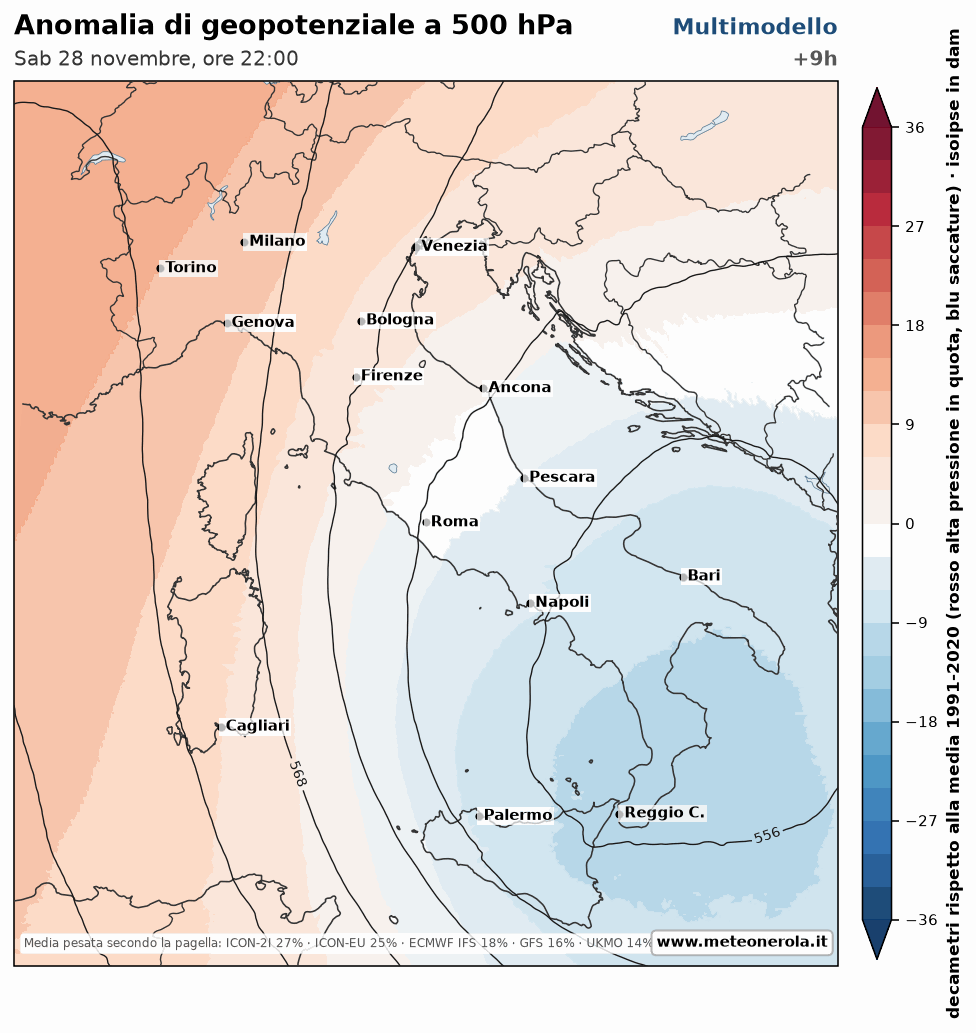 Anomalia di geopotenziale a 500 hPa
Multimodello
Sab 28 novembre, ore 22:00
+9h
Milano
Venezia
Torino
Genova
Bologna
Firenze
Ancona
Pescara
Roma
Bari
Napoli
Cagliari
568
Palermo
Reggio C.
556
Media pesata secondo la pagella: ICON-2I 27% · ICON-EU 25% · ECMWF IFS 18% · GFS 16% · UKMO 14%
www.meteonerola.it
36
27
18
9
0
−9
−18
−27
−36
decametri rispetto alla media 1991-2020 (rosso alta pressione in quota, blu saccature) · isoipse in dam